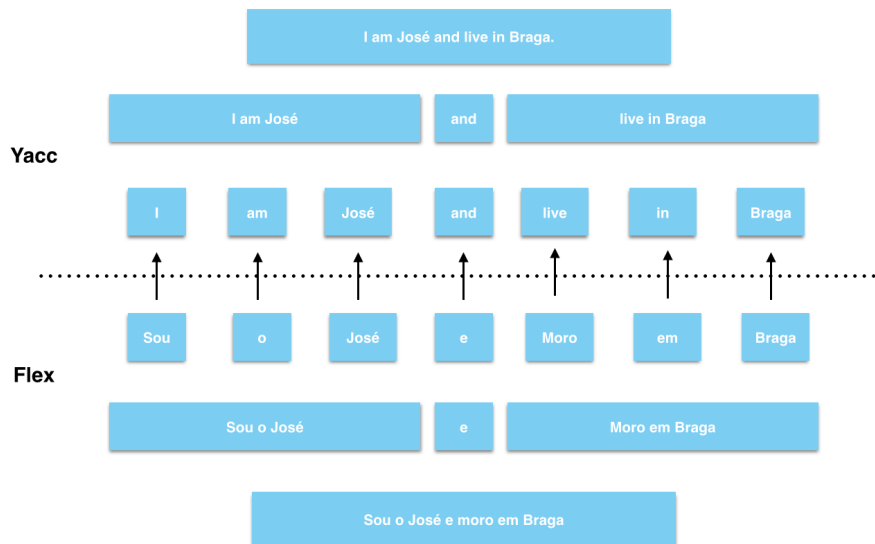 I am José and live in Braga.
I am José and live in Braga
Yacc
I am José and live in Braga
Sou o José e Moro em Braga
Flex
Sou o José e Moro em Braga
Sou o José e moro em Braga